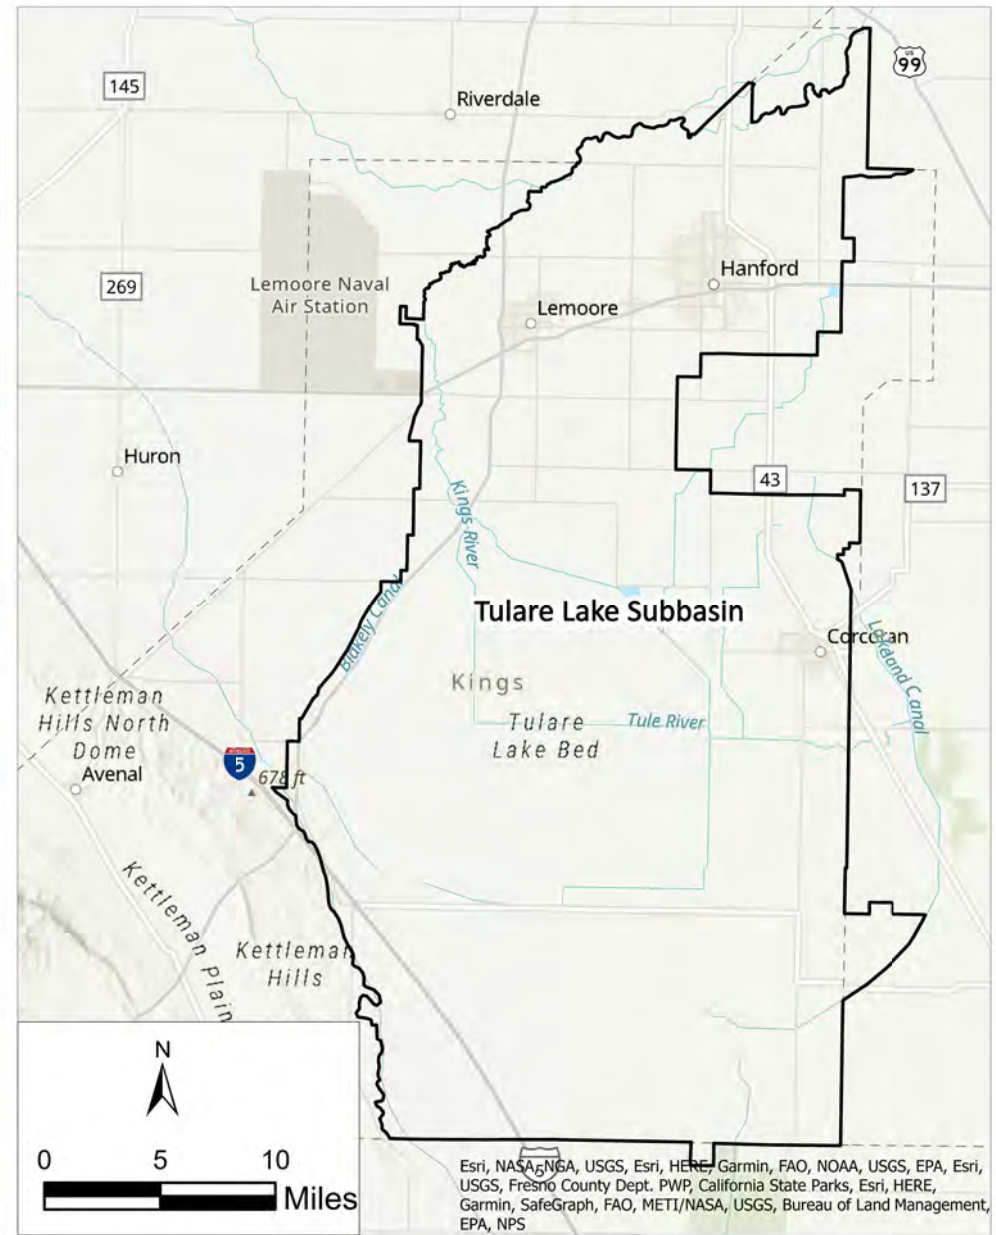 US
99
145
Riverdale
269
Lemoore Naval
Air Station
Hanford
Lemoore
Huron
43
137
Kings River
Blakely Canal
Tulare Lake Subbasin
Corcoran
Lakeland Canal
Kings
Kettleman
Hills North
Dome
Tulare
Lake Bed
Tule River
Avenal
5
678 ft
Kettleman Plain
Kettleman
Hills
N
0 5 10
Miles
5
Esri, NASA, NGA, USGS, Esri, HERE, Garmin, FAO, NOAA, USGS, EPA, Esri,
USGS, Fresno County Dept. PWP, California State Parks, Esri, HERE,
Garmin, SafeGraph, FAO, METI/NASA, USGS, Bureau of Land Management,
EPA, NPS